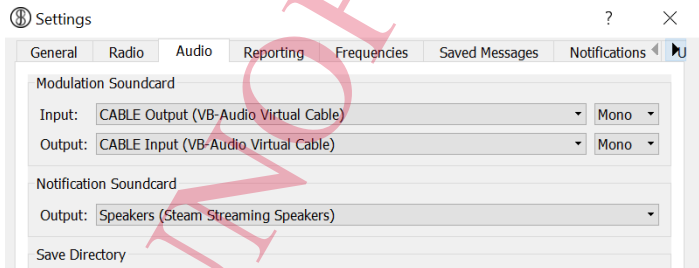 Settings
General Radio Audio Reporting Frequencies Saved Messages Notifications U
Modulation Soundcard
Input: CABLE Output (VB-Audio Virtual Cable) Mono
Output: CABLE Input (VB-Audio Virtual Cable) Mono
Notification Soundcard
Output: Speakers (Steam Streaming Speakers)
Save Directory
UNOF